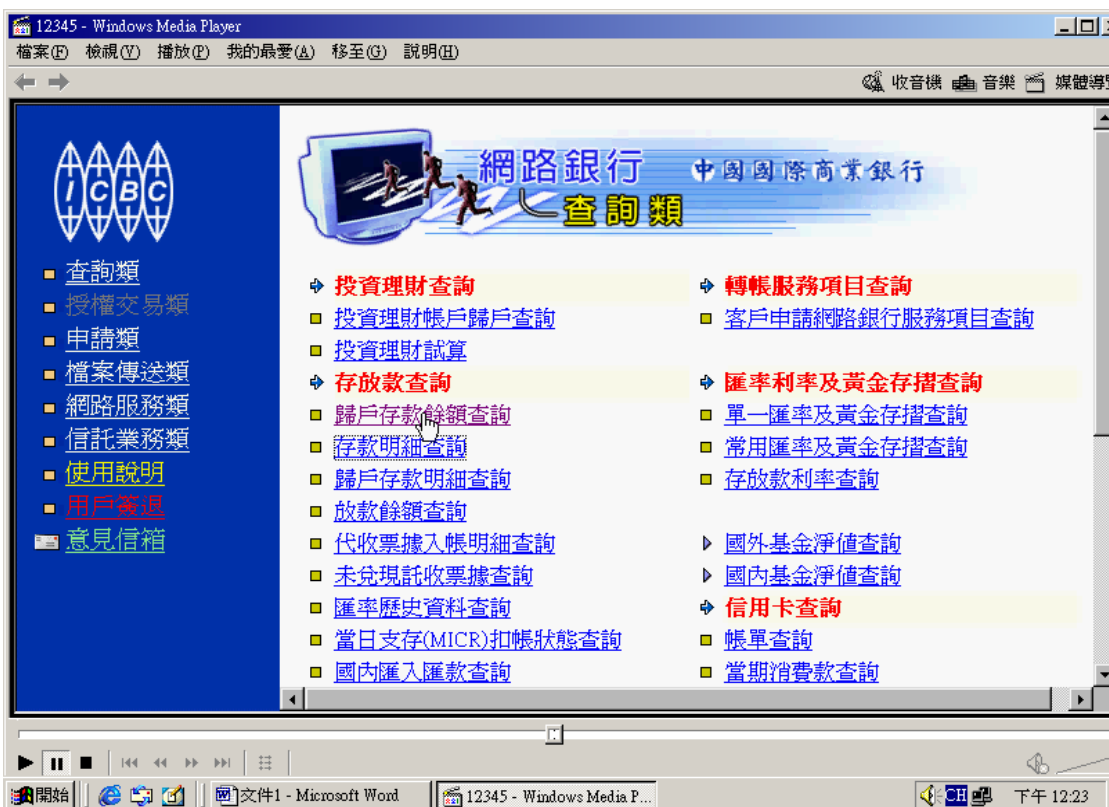 12345 - Windows Media Player
檔案(F) 檢視(V) 播放(P) 我的最愛(A) 移至(G) 說明(H)
收音機 音樂 媒體導覽
ICBC
網路銀行 中國國際商業銀行
查詢類
查詢類
授權交易類
申請類
檔案傳送類
網路服務類
信託業務類
使用說明
用戶簽退
意見信箱
投資理財查詢
投資理財帳戶歸戶查詢
投資理財試算
存放款查詢
歸戶存款餘額查詢
存款明細查詢
歸戶存款明細查詢
放款餘額查詢
代收票據入帳明細查詢
未兌現託收票據查詢
匯率歷史資料查詢
當日支存(MICR)扣帳狀態查詢
國內匯入匯款查詢
轉帳服務項目查詢
客戶申請網路銀行服務項目查詢
匯率利率及黃金存摺查詢
單一匯率及黃金存摺查詢
常用匯率及黃金存摺查詢
存放款利率查詢
國外基金淨值查詢
國內基金淨值查詢
信用卡查詢
帳單查詢
當期消費款查詢
開始 文件1 - Microsoft Word 12345 - Windows Media P... CH 下午 12:23